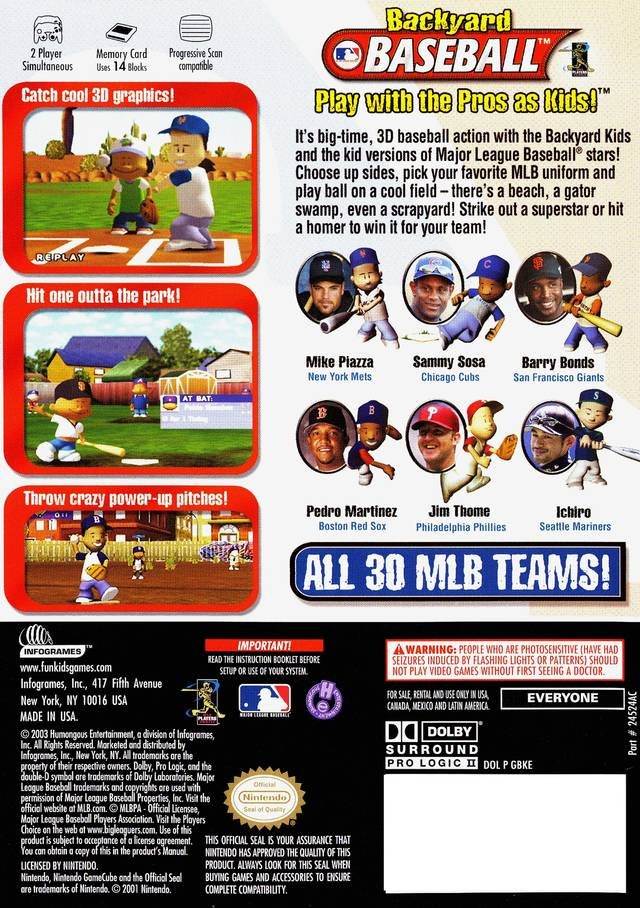 2 Player
Simultaneous
Memory Card
Uses 14 Blocks
Progressive Scan
compatible
Backyard
BASEBALL™
Play with the Pros as Kids!™
It's big-time, 3D baseball action with the Backyard Kids
and the kid versions of Major League Baseball® stars!
Choose up sides, pick your favorite MLB uniform and
play ball on a cool field – there's a beach, a gator
swamp, even a scrapyard! Strike out a superstar or hit
a homer to win it for your team!
Catch cool 3D graphics!
REPLAY
Hit one outta the park!
AT BAT:
Throw crazy power-up pitches!
Mike Piazza
New York Mets
Sammy Sosa
Chicago Cubs
Barry Bonds
San Francisco Giants
Pedro Martinez
Boston Red Sox
Jim Thome
Philadelphia Phillies
Ichiro
Seattle Mariners
ALL 30 MLB TEAMS!
INFOGRAMES™
www.funkidsgames.com
Infogrames, Inc., 417 Fifth Avenue
New York, NY 10016 USA
MADE IN USA.
© 2003 Humongous Entertainment, a division of Infogrames,
Inc. All Rights Reserved. Marketed and distributed by
Infogrames, Inc., New York, NY. All trademarks are the
property of their respective owners. Dolby, Pro Logic, and the
double-D symbol are trademarks of Dolby Laboratories. Major
League Baseball trademarks and copyrights are used with
permission of Major League Baseball Properties, Inc. Visit the
official website at MLB.com. © MLBPA - Official Licensee,
Major League Baseball Players Association. Visit the Players
Choice on the web at www.bigleaguers.com. Use of this
product is subject to acceptance of a license agreement.
You can obtain a copy of this in the product's Manual.
LICENSED BY NINTENDO.
Nintendo, Nintendo GameCube and the Official Seal
are trademarks of Nintendo. © 2001 Nintendo.
IMPORTANT!
READ THE INSTRUCTION BOOKLET BEFORE
SETUP OR USE OF YOUR SYSTEM.
PLAYERS
MAJOR LEAGUE BASEBALL
Official
Nintendo
Seal of Quality
THIS OFFICIAL SEAL IS YOUR ASSURANCE THAT
NINTENDO HAS APPROVED THE QUALITY OF THIS
PRODUCT. ALWAYS LOOK FOR THIS SEAL WHEN
BUYING GAMES AND ACCESSORIES TO ENSURE
COMPLETE COMPATIBILITY.
WARNING: PEOPLE WHO ARE PHOTOSENSITIVE (HAVE HAD
SEIZURES INDUCED BY FLASHING LIGHTS OR PATTERNS) SHOULD
NOT PLAY VIDEO GAMES WITHOUT FIRST SEEING A DOCTOR.
FOR SALE, RENTAL AND USE ONLY IN USA,
CANADA, MEXICO AND LATIN AMERICA.
EVERYONE
DOLBY®
SURROUND
PRO LOGIC II
DOL P GBKE
Part # 24524AC